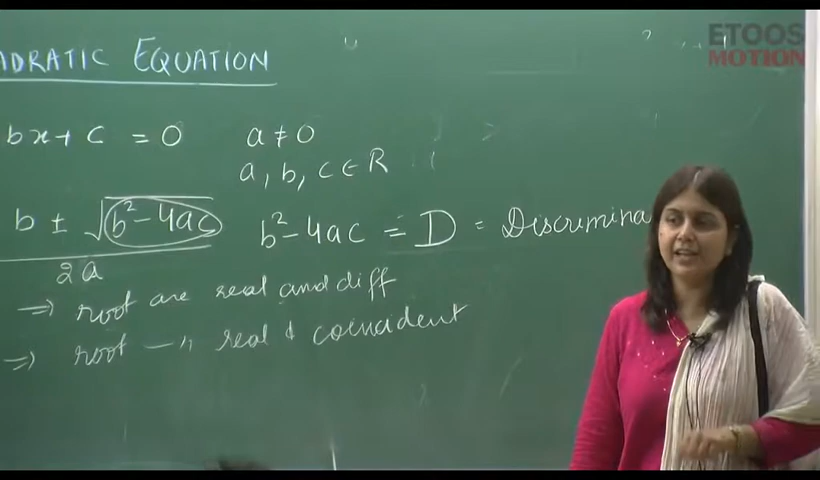 ETOOS
MOTION
ADRATIC EQUATION
bx + c = 0 a ≠ 0
a, b, c ∈ R
b ± √b² - 4ac b² - 4ac = D = Discrimina
2a
⇒ root are real and diff
⇒ root —〃 real & coincident